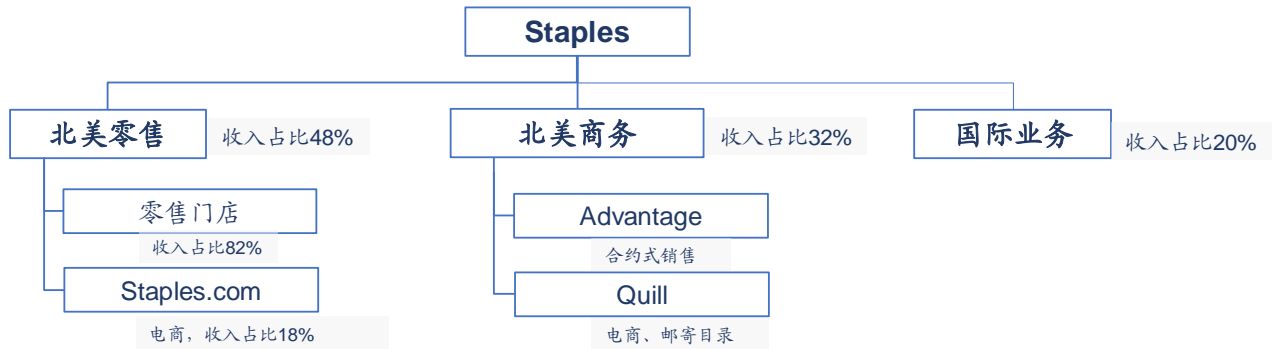 Staples
北美零售
收入占比48%
北美商务
收入占比32%
国际业务
收入占比20%
零售门店
收入占比82%
Staples.com
电商，收入占比18%
Advantage
合约式销售
Quill
电商、邮寄目录